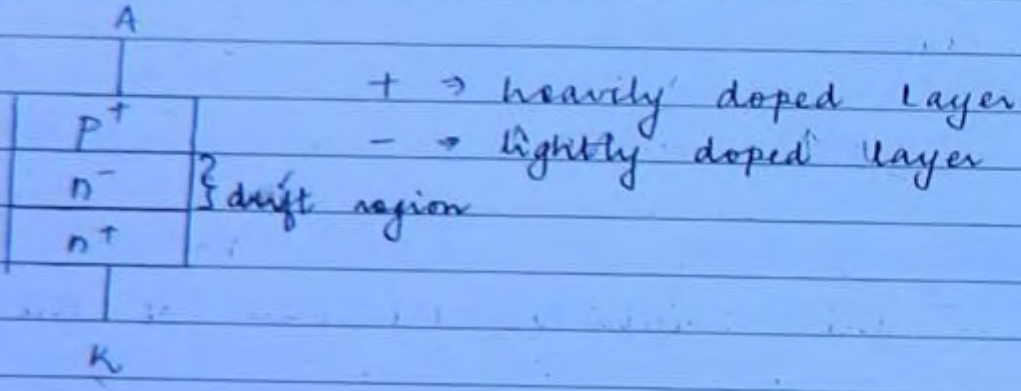 A
+ → heavily doped Layer
p⁺
- → lightly doped layer
n⁻
} drift region
n⁺
K